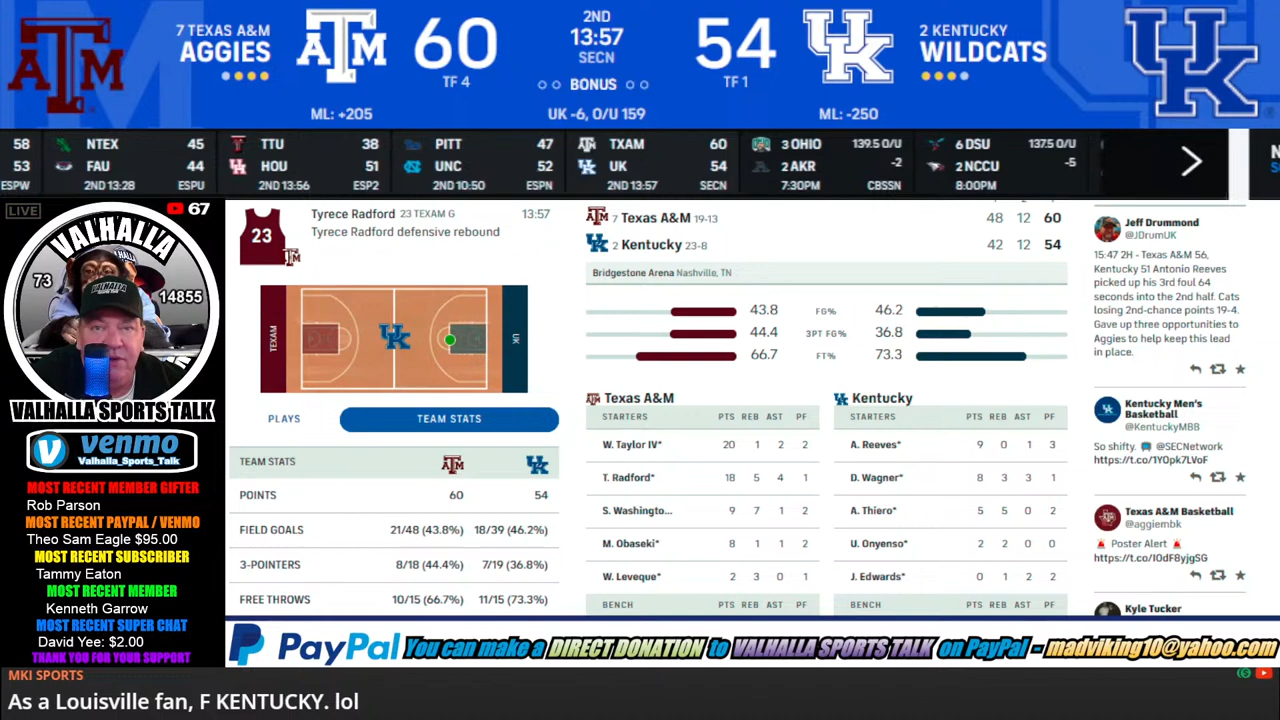 7 TEXAS A&M
AGGIES
ATM
60
TF 4
2ND
13:57
SECN
BONUS
54
TF 1
UK
2 KENTUCKY
WILDCATS
ML: +205
UK -6, O/U 159
ML: -250
58
53
ESPW
NTEX 45
FAU 44
2ND 13:28 ESPU
TTU 38
HOU 51
2ND 13:56 ESP2
PITT 47
UNC 52
2ND 10:50 ESPN
TXAM 60
UK 54
2ND 13:57 SECN
3 OHIO 139.5 O/U
2 AKR -2
7:30PM CBSSN
6 DSU 137.5 O/U
2 NCCU -5
8:00PM
LIVE
67
VALHALLA
73
14855
VALHALLA SPORTS TALK
venmo
Valhalla_Sports_Talk
MOST RECENT MEMBER GIFTER
Rob Parson
MOST RECENT PAYPAL / VENMO
Theo Sam Eagle $95.00
MOST RECENT SUBSCRIBER
Tammy Eaton
MOST RECENT MEMBER
Kenneth Garrow
MOST RECENT SUPER CHAT
David Yee: $2.00
THANK YOU FOR YOUR SUPPORT
23
Tyrece Radford 23 TEXAM G 13:57
Tyrece Radford defensive rebound
TEXAM
UK
UK
PLAYS
TEAM STATS
TEAM STATS
POINTS 60 54
FIELD GOALS 21/48 (43.8%) 18/39 (46.2%)
3-POINTERS 8/18 (44.4%) 7/19 (36.8%)
FREE THROWS 10/15 (66.7%) 11/15 (73.3%)
7 Texas A&M 19-13 48 12 60
2 Kentucky 23-8 42 12 54
Bridgestone Arena Nashville, TN
43.8 FG% 46.2
44.4 3PT FG% 36.8
66.7 FT% 73.3
Texas A&M
STARTERS PTS REB AST PF
W. Taylor IV* 20 1 2 2
T. Radford* 18 5 4 1
S. Washingto... 9 7 1 2
M. Obaseki* 8 1 1 2
W. Leveque* 2 3 0 1
BENCH PTS REB AST PF
Kentucky
STARTERS PTS REB AST PF
A. Reeves* 9 0 1 3
D. Wagner* 8 3 3 1
A. Thiero* 5 5 0 2
U. Onyenso* 2 2 0 0
J. Edwards* 0 1 2 2
BENCH PTS REB AST PF
Jeff Drummond
@JDrumUK
15:47 2H - Texas A&M 56,
Kentucky 51 Antonio Reeves
picked up his 3rd foul 64
seconds into the 2nd half. Cats
losing 2nd-chance points 19-4.
Gave up three opportunities to
Aggies to help keep this lead
in place.
Kentucky Men's
Basketball
@KentuckyMBB
So shifty. @SECNetwork
https://t.co/1YOpk7LVoF
Texas A&M Basketball
@aggiembk
Poster Alert
https://t.co/I0dF8yjgSG
Kyle Tucker
PayPal You can make a DIRECT DONATION to VALHALLA SPORTS TALK on PayPal - madviking10@yahoo.com
MKI SPORTS
As a Louisville fan, F KENTUCKY. lol